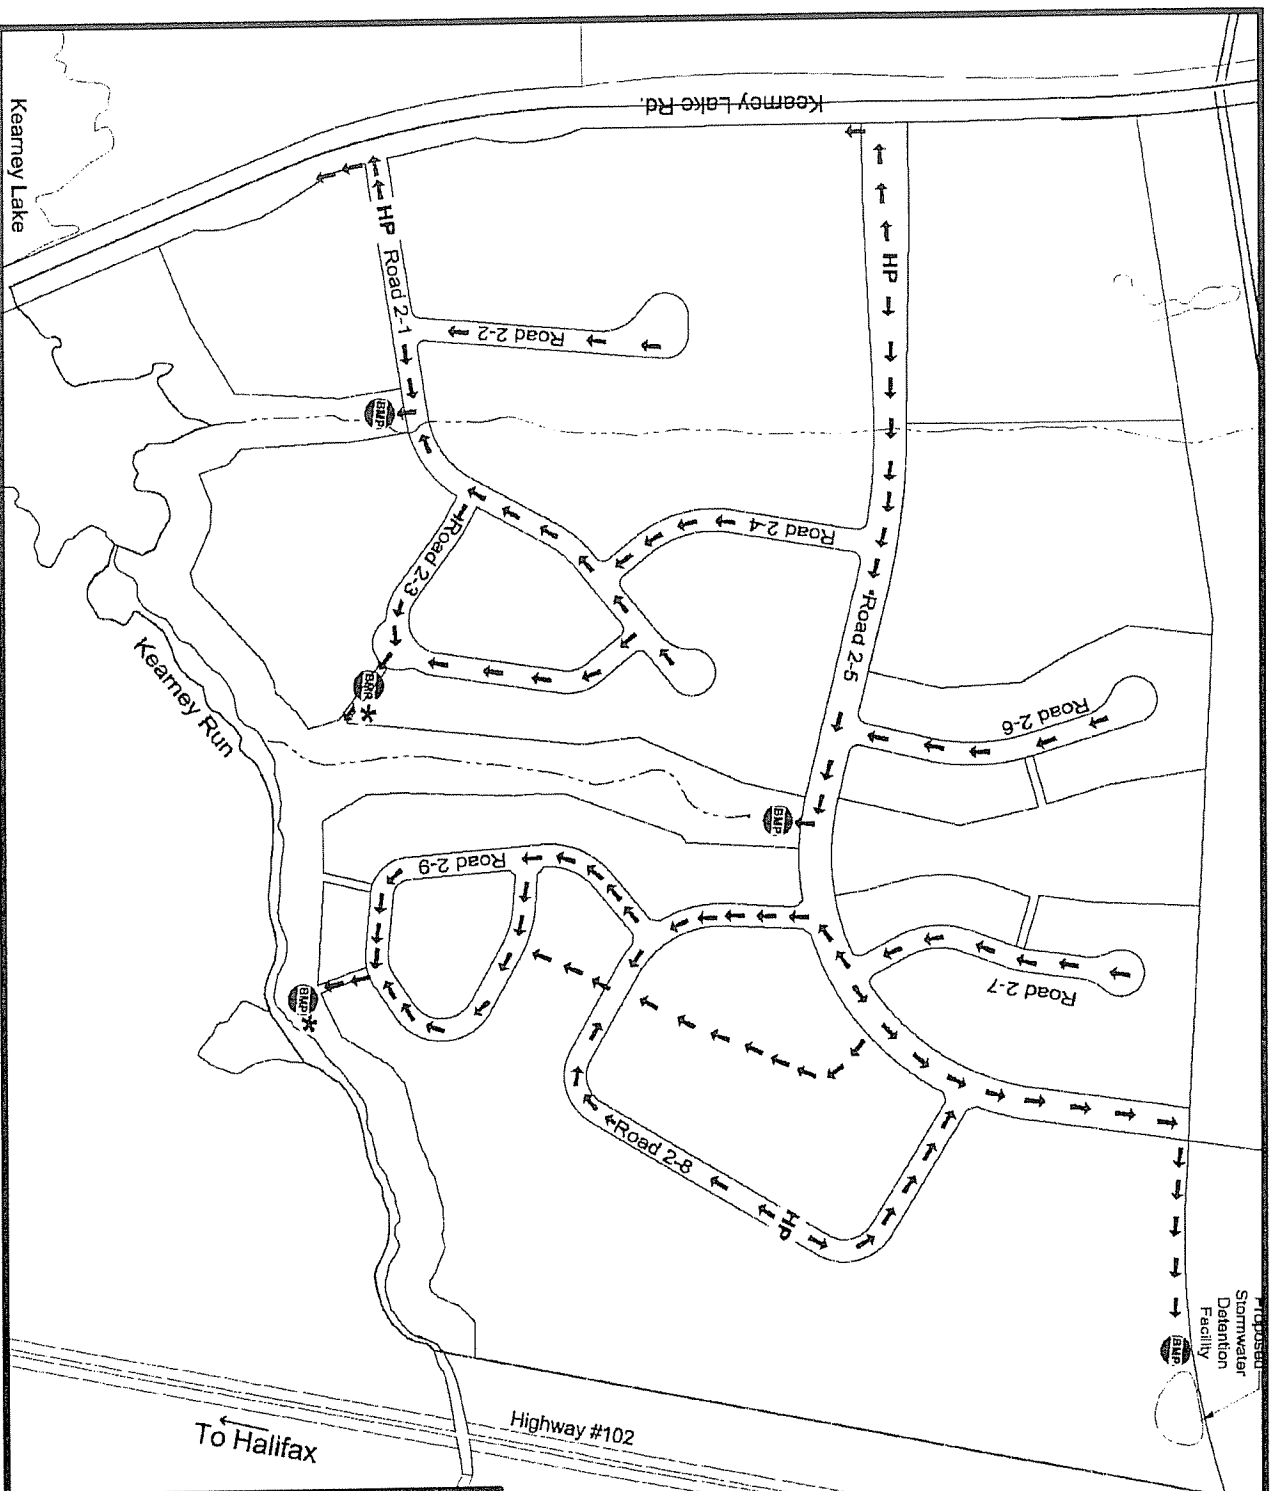 Kearney Lake Rd.
Kearney Lake
HP
Road 2-1
HP
Road 2-2
BMP
Road 2-4
Road 2-3
Road 2-5
BMP
*
Kearney Run
Road 2-6
BMP
Road 2-9
Road 2-7
BMP
*
Road 2-8
HP
Proposed
Stormwater
Detention
Facility
BMP
Highway #102
To Halifax